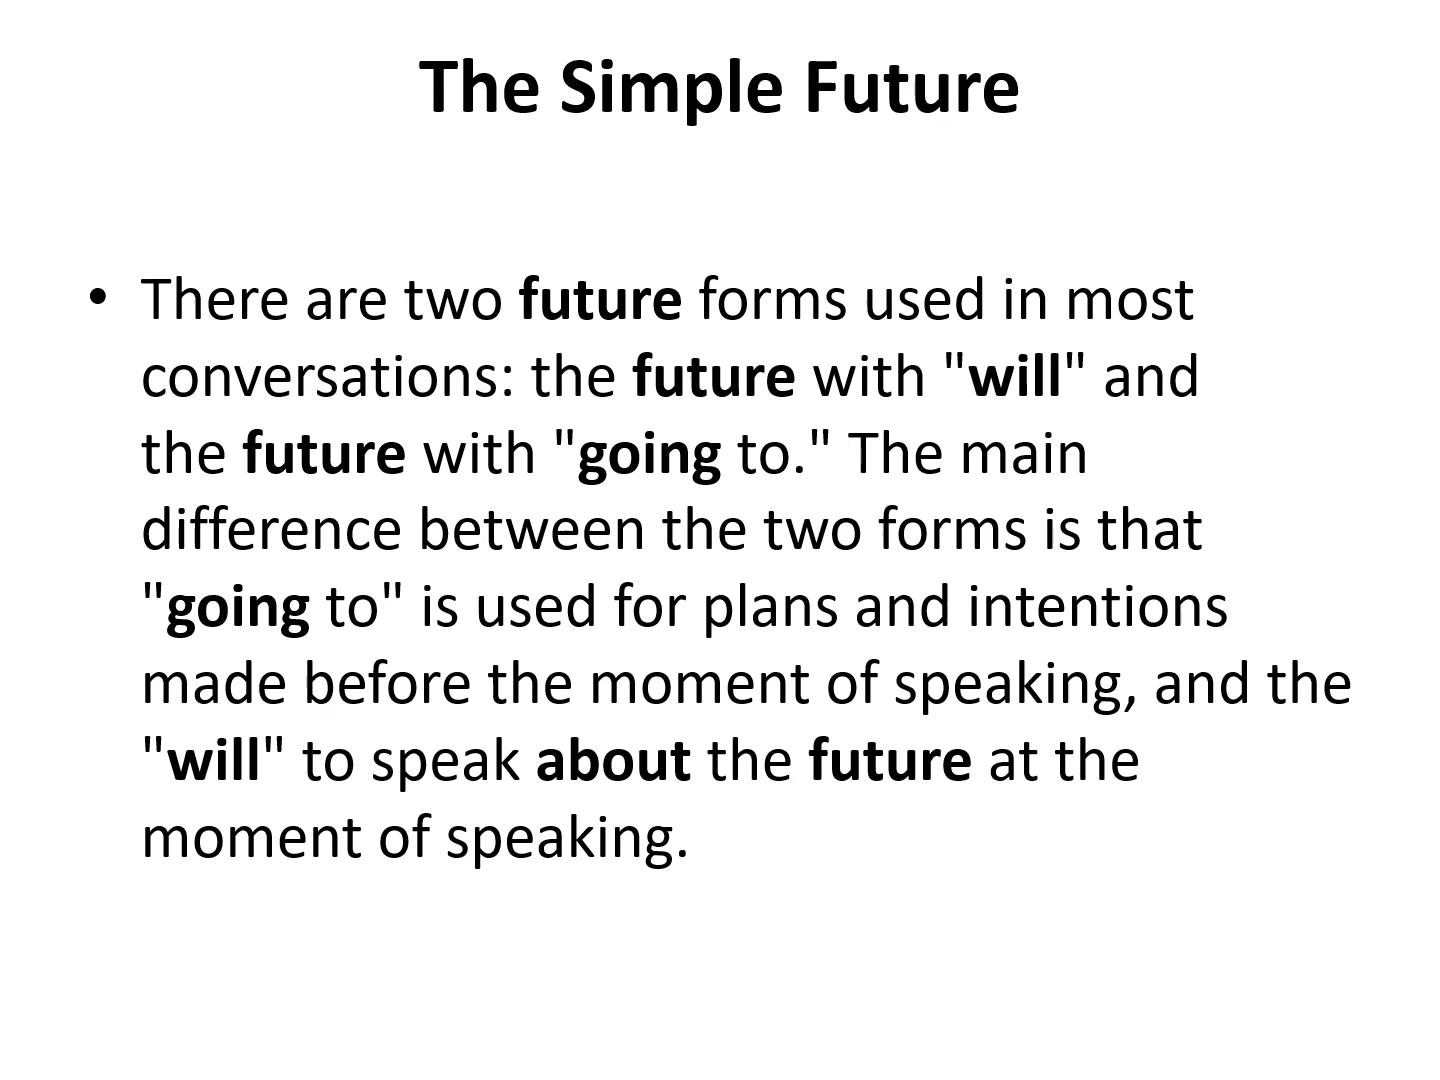 The Simple Future
• There are two future forms used in most
conversations: the future with "will" and
the future with "going to." The main
difference between the two forms is that
"going to" is used for plans and intentions
made before the moment of speaking, and the
"will" to speak about the future at the
moment of speaking.